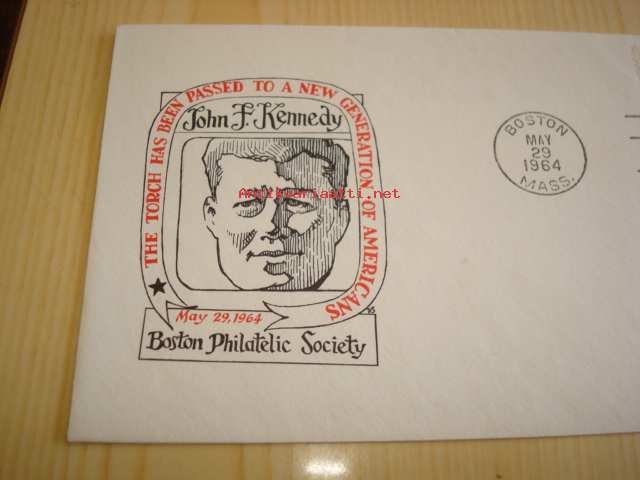 THE TORCH HAS BEEN PASSED TO A NEW GENERATION OF AMERICANS
John F. Kennedy
May 29, 1964
Boston Philatelic Society
BOSTON
MAY
29
1964
MASS.
Antikvariaatti.net